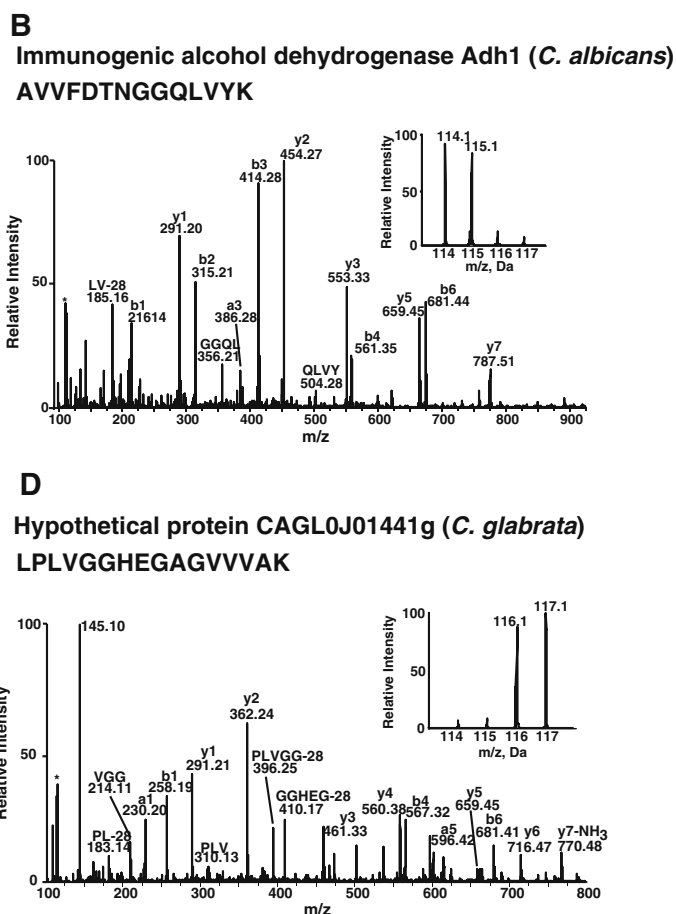 B
Immunogenic alcohol dehydrogenase Adh1 (C. albicans)
AVVFDTNGGQLVYK
Relative Intensity
100
50
0
*
LV-28
185.16
b1
21614
y1
291.20
b2
315.21
GGQL
356.21
a3
386.28
b3
414.28
y2
454.27
QLVY
504.28
y3
553.33
b4
561.35
y5
659.45
b6
681.44
y7
787.51
100 200 300 400 500 600 700 800 900
m/z
Relative Intensity
100
50
0
114.1
115.1
114 115 116 117
m/z, Da
D
Hypothetical protein CAGL0J01441g (C. glabrata)
LPLVGGHEGAGVVVAK
Relative Intensity
100
50
0
*
145.10
PL-28
183.14
VGG
214.11
a1
230.20
b1
258.19
y1
291.21
PLV
310.13
y2
362.24
PLVGG-28
396.25
GGHEG-28
410.17
y3
461.33
y4
560.38
b4
567.32
a5
596.42
y5
659.45
b6
681.41
y6
716.47
y7-NH3
770.48
100 200 300 400 500 600 700 800
m/z
Relative Intensity
100
50
0
116.1
117.1
114 115 116 117
m/z, Da